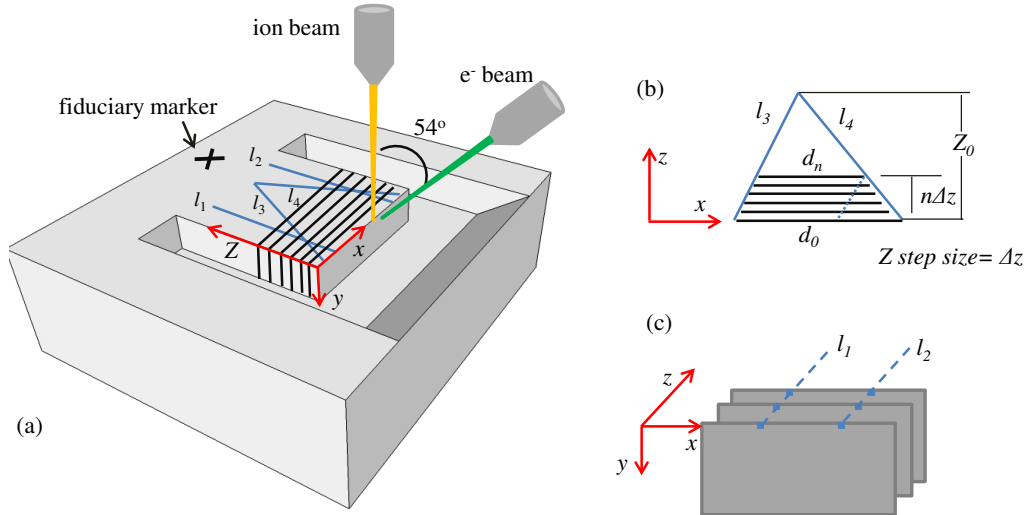 ion beam
e⁻ beam
fiduciary marker
54°
l₂
l₁
l₃
l₄
Z
x
y
(a)
(b)
l₃
l₄
Z₀
z
x
dₙ
nΔz
d₀
Z step size= Δz
(c)
l₁
l₂
z
x
y